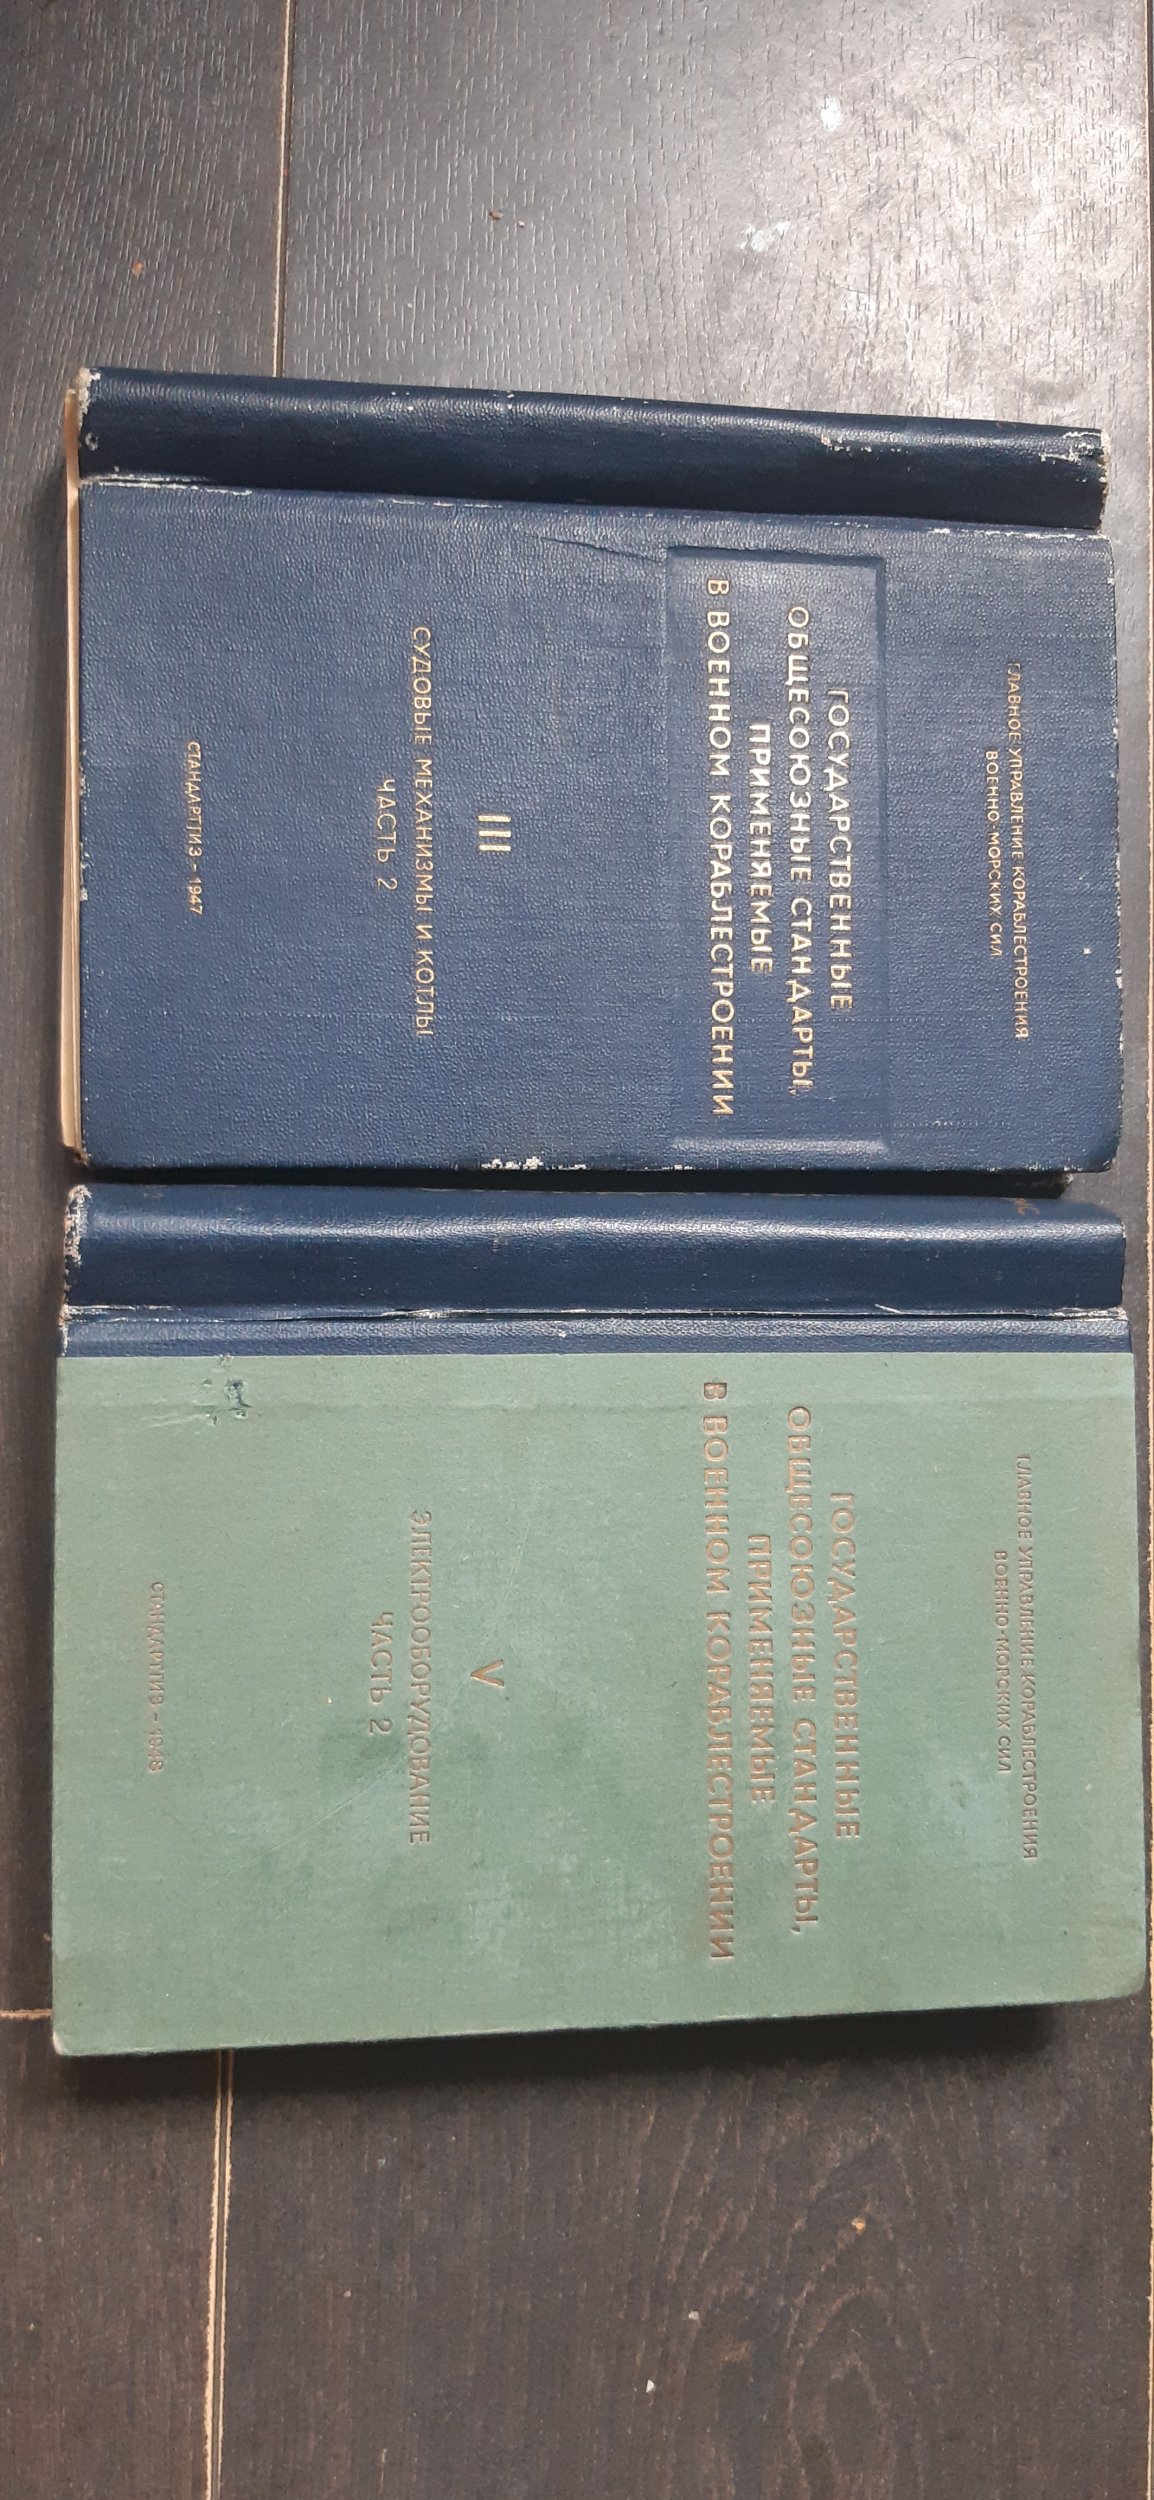 ГЛАВНОЕ УПРАВЛЕНИЕ КОРАБЛЕСТРОЕНИЯ
ВОЕННО-МОРСКИХ СИЛ
ГОСУДАРСТВЕННЫЕ
ОБЩЕСОЮЗНЫЕ СТАНДАРТЫ,
ПРИМЕНЯЕМЫЕ
В ВОЕННОМ КОРАБЛЕСТРОЕНИИ
III
СУДОВЫЕ МЕХАНИЗМЫ И КОТЛЫ
ЧАСТЬ 2
СТАНДАРТГИЗ - 1947
ГЛАВНОЕ УПРАВЛЕНИЕ КОРАБЛЕСТРОЕНИЯ
ВОЕННО-МОРСКИХ СИЛ
ГОСУДАРСТВЕННЫЕ
ОБЩЕСОЮЗНЫЕ СТАНДАРТЫ,
ПРИМЕНЯЕМЫЕ
В ВОЕННОМ КОРАБЛЕСТРОЕНИИ
V
ЭЛЕКТРООБОРУДОВАНИЕ
ЧАСТЬ 2
СТАНДАРТГИЗ - 1948